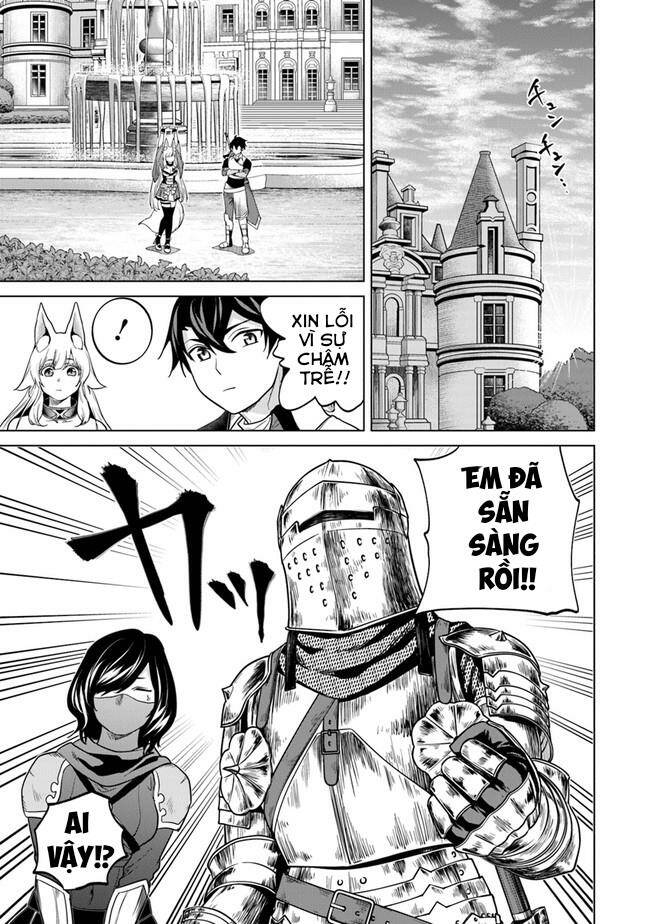 チュン
チュン…
XIN LỖI
VÌ SỰ
CHẬM
TRỄ!!
!
EM ĐÃ
SẴN
SÀNG
RỒI!!
カッ
AI
VẬY!?